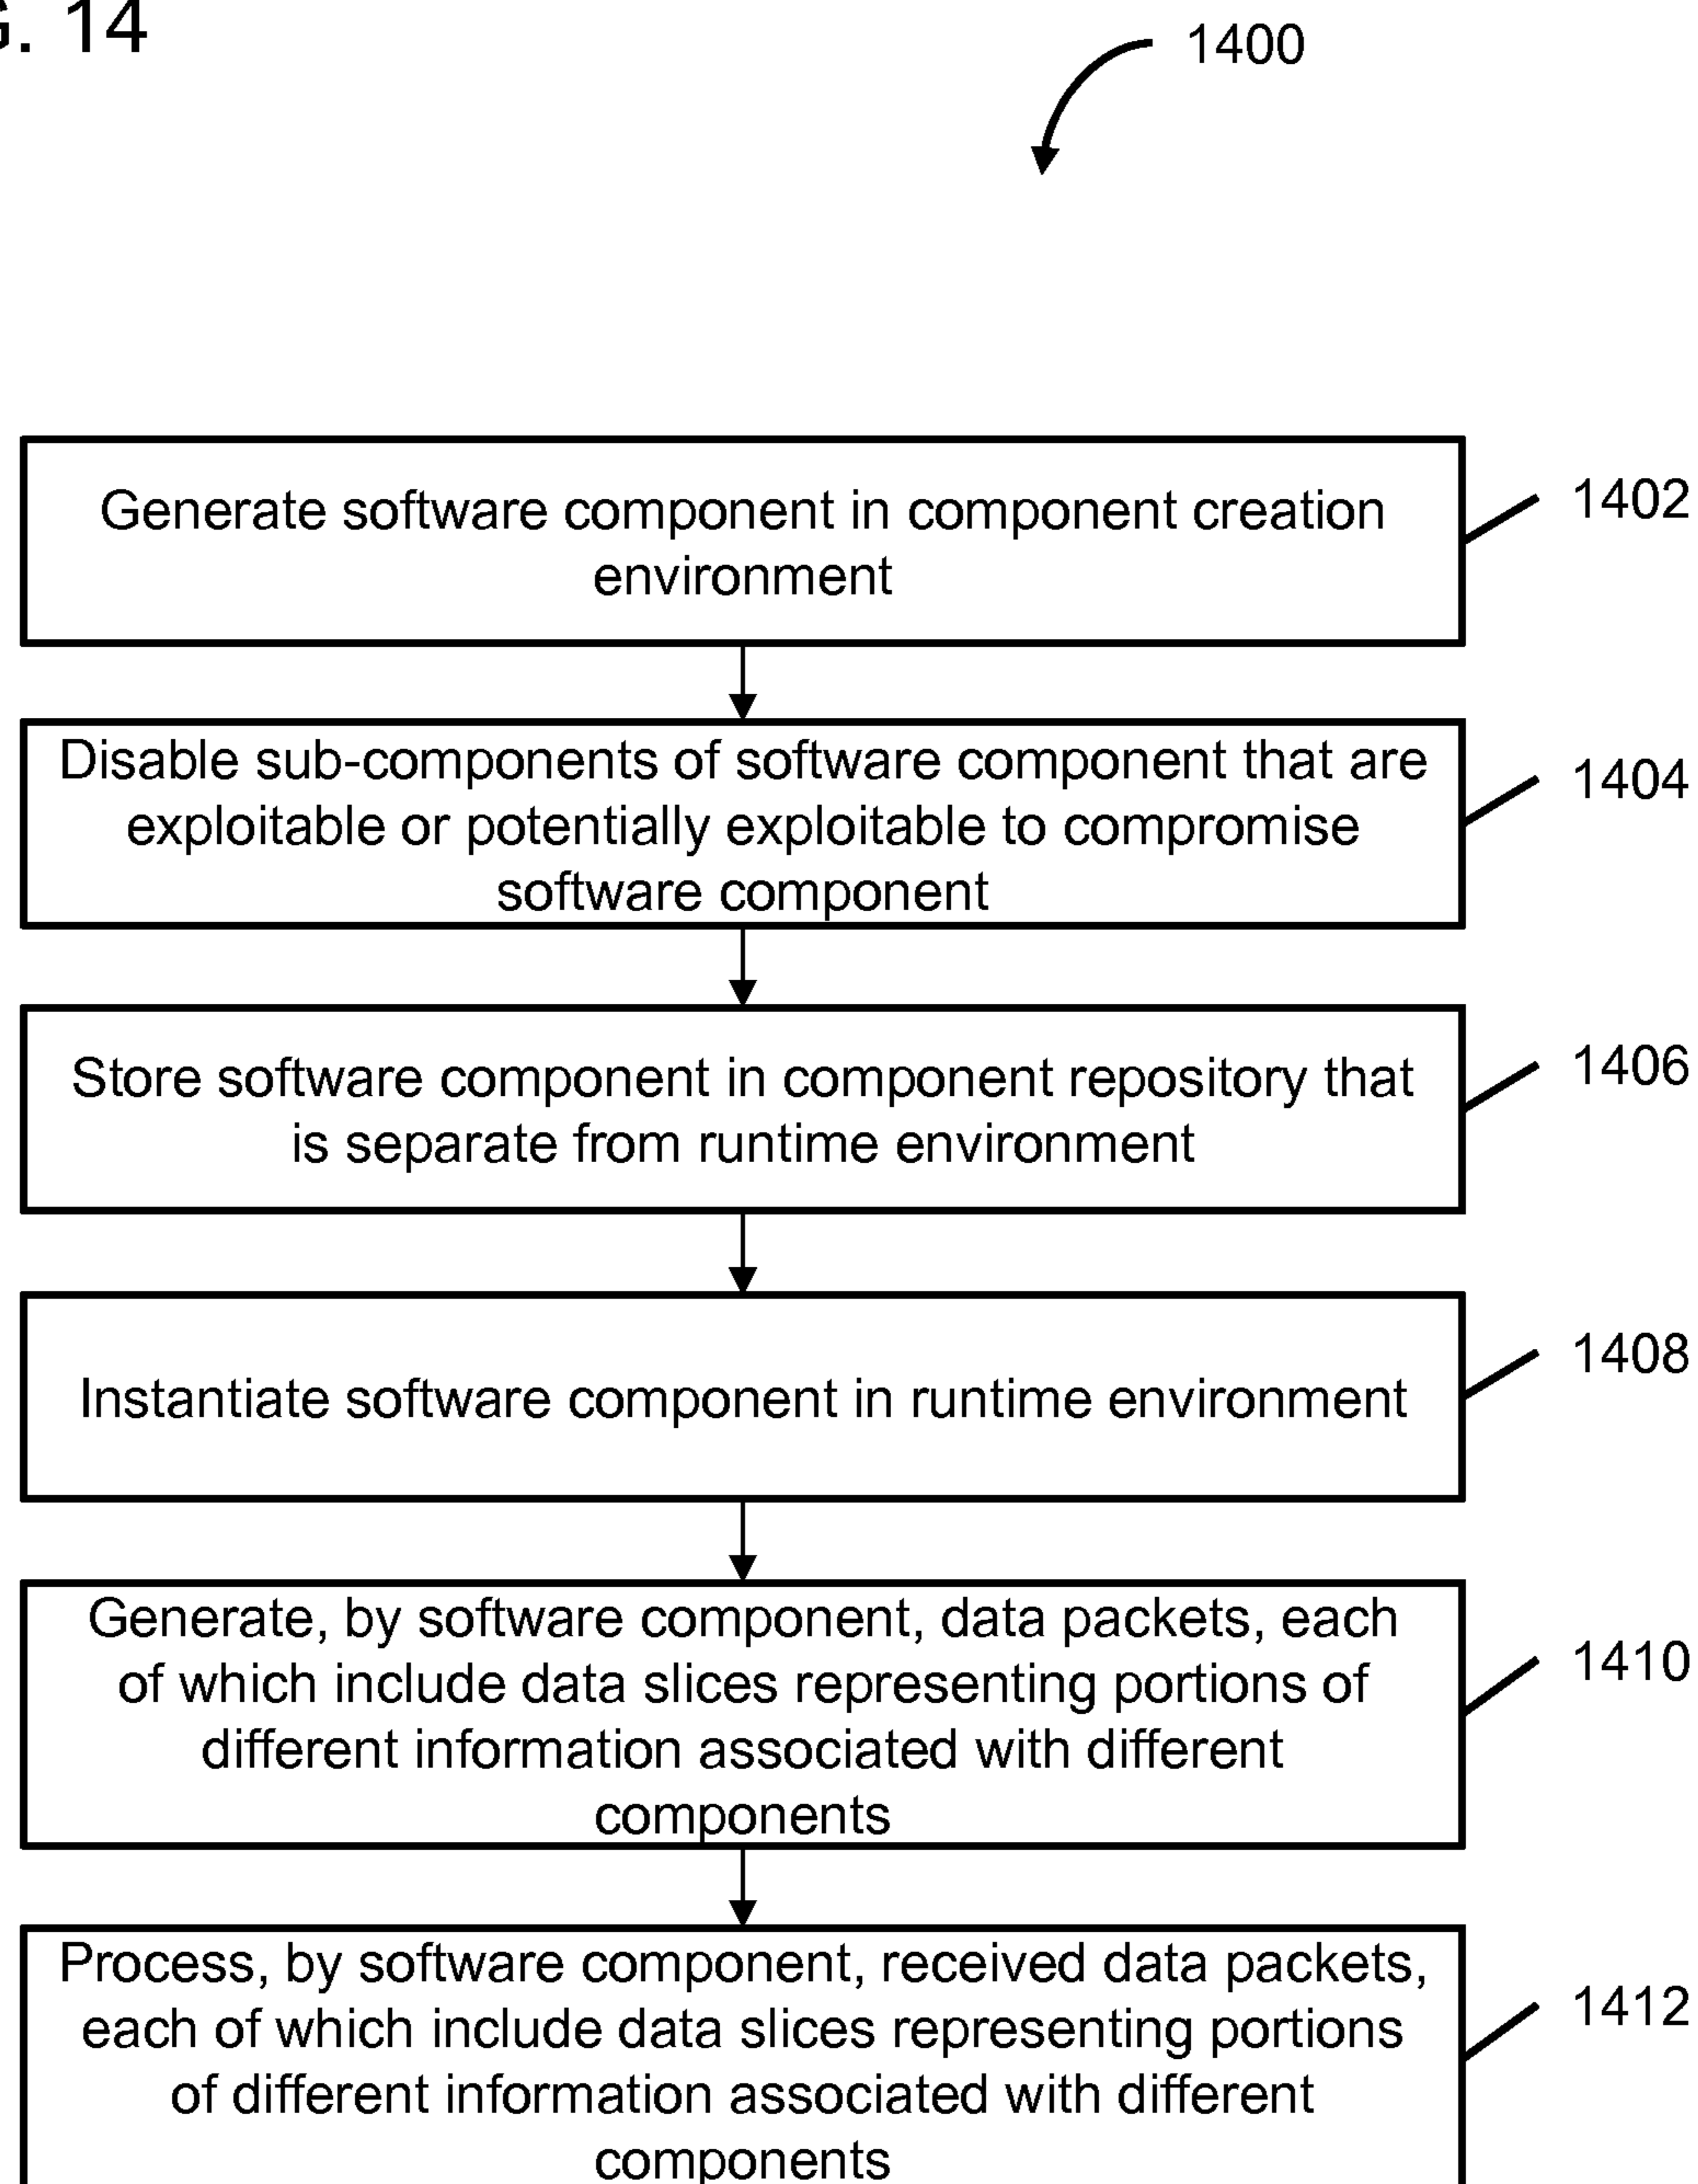 G. 14
1400
Generate software component in component creation
environment
1402
Disable sub-components of software component that are
exploitable or potentially exploitable to compromise
software component
1404
Store software component in component repository that
is separate from runtime environment
1406
Instantiate software component in runtime environment
1408
Generate, by software component, data packets, each
of which include data slices representing portions of
different information associated with different
components
1410
Process, by software component, received data packets,
each of which include data slices representing portions
of different information associated with different
components
1412